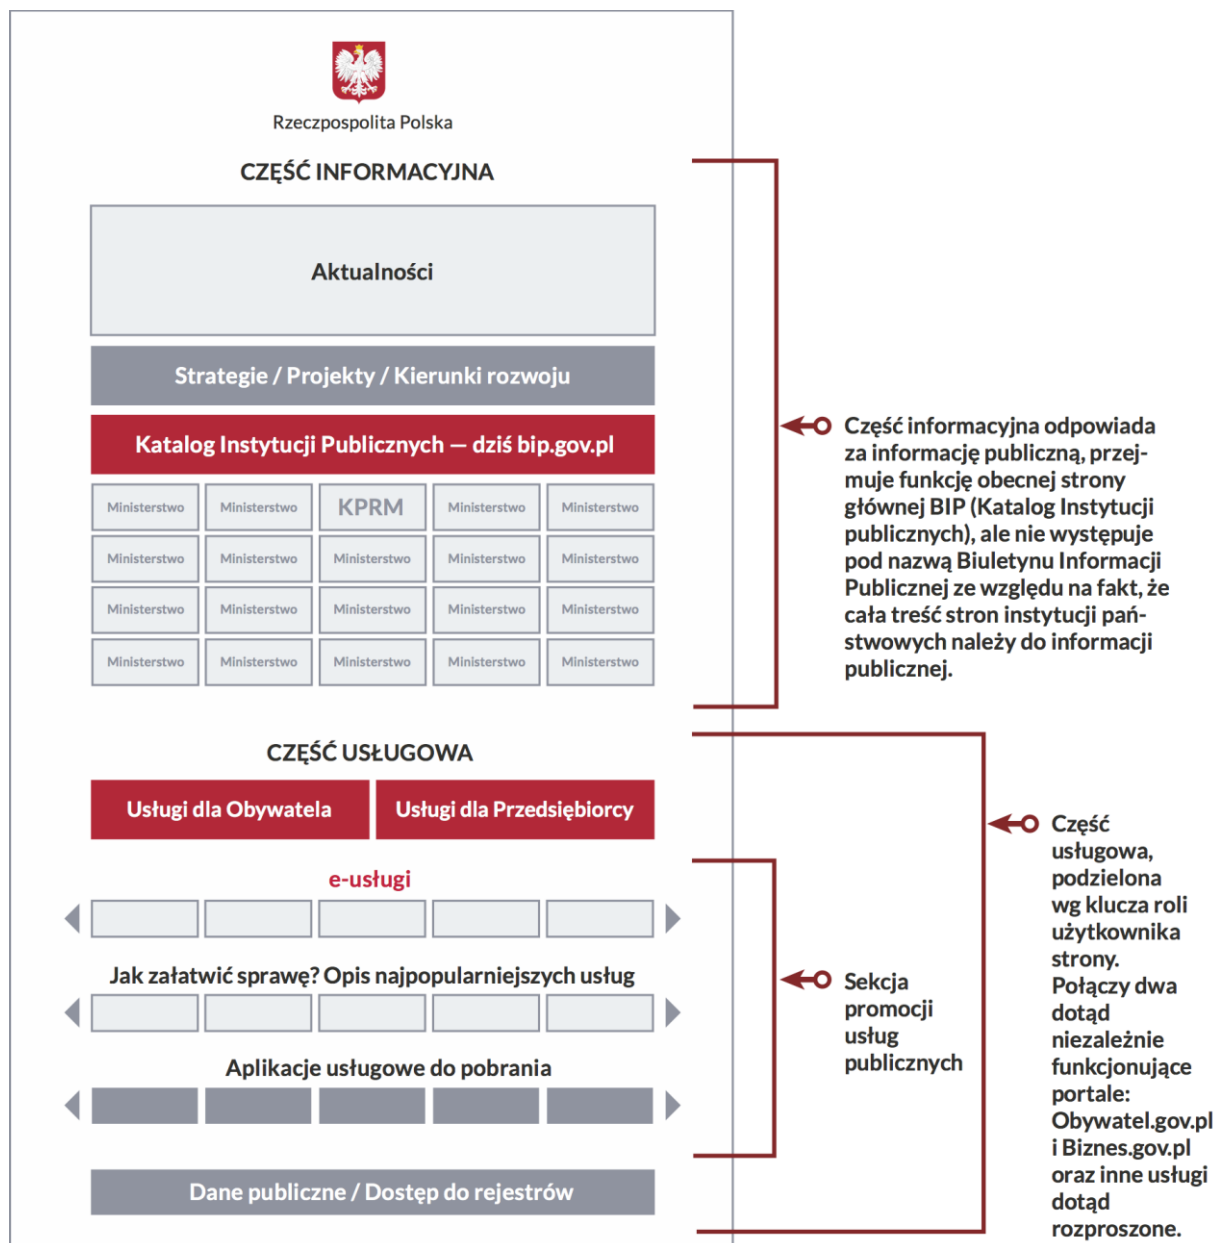 Rzeczpospolita Polska
CZĘŚĆ INFORMACYJNA
Aktualności
Strategie / Projekty / Kierunki rozwoju
Katalog Instytucji Publicznych — dziś bip.gov.pl
Ministerstwo Ministerstwo KPRM Ministerstwo Ministerstwo
Ministerstwo Ministerstwo Ministerstwo Ministerstwo Ministerstwo
Ministerstwo Ministerstwo Ministerstwo Ministerstwo Ministerstwo
Ministerstwo Ministerstwo Ministerstwo Ministerstwo Ministerstwo
Część informacyjna odpowiada
za informację publiczną, przej-
muje funkcję obecnej strony
głównej BIP (Katalog Instytucji
publicznych), ale nie występuje
pod nazwą Biuletynu Informacji
Publicznej ze względu na fakt, że
cała treść stron instytucji pań-
stwowych należy do informacji
publicznej.
CZĘŚĆ USŁUGOWA
Usługi dla Obywatela Usługi dla Przedsiębiorcy
e-usługi
Jak załatwić sprawę? Opis najpopularniejszych usług
Aplikacje usługowe do pobrania
Dane publiczne / Dostęp do rejestrów
Sekcja
promocji
usług
publicznych
Część
usługowa,
podzielona
wg klucza roli
użytkownika
strony.
Połączy dwa
dotąd
niezależnie
funkcjonujące
portale:
Obywatel.gov.pl
i Biznes.gov.pl
oraz inne usługi
dotąd
rozproszone.